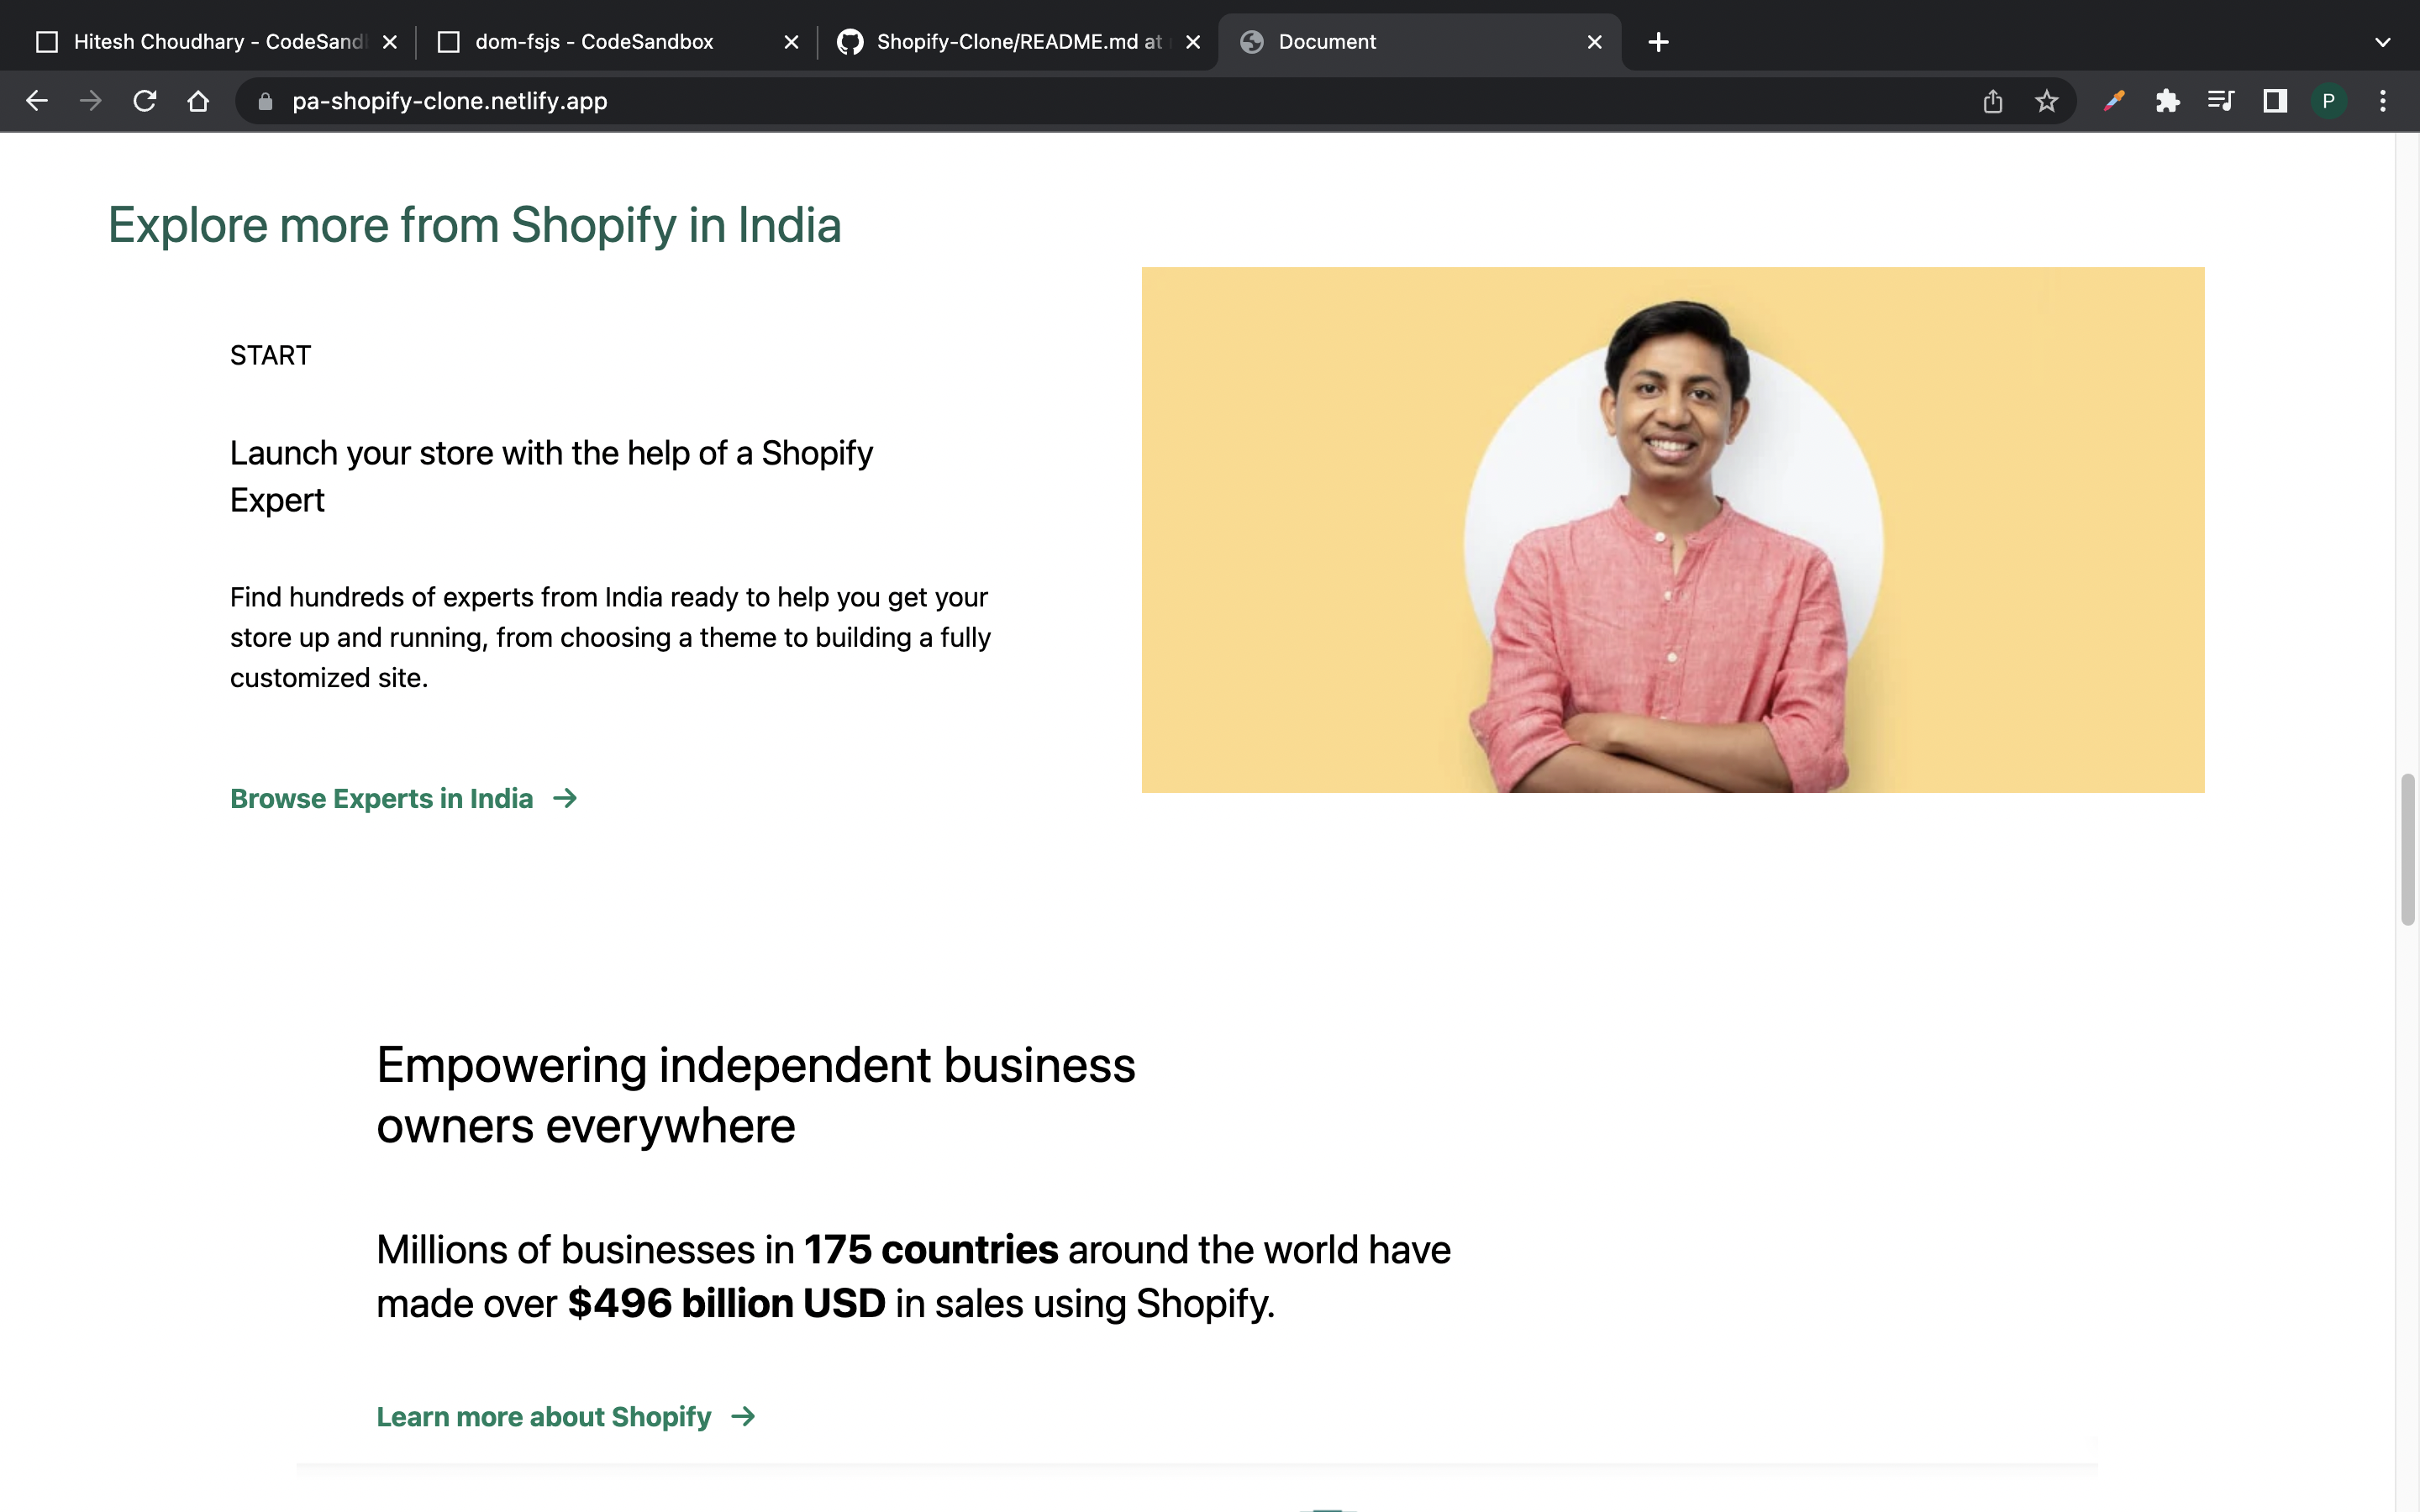 Hitesh Choudhary - CodeSand
dom-fsjs - CodeSandbox
Shopify-Clone/README.md at
Document
pa-shopify-clone.netlify.app
P
Explore more from Shopify in India
START
Launch your store with the help of a Shopify
Expert
Find hundreds of experts from India ready to help you get your
store up and running, from choosing a theme to building a fully
customized site.
Browse Experts in India →
Empowering independent business
owners everywhere
Millions of businesses in 175 countries around the world have
made over $496 billion USD in sales using Shopify.
Learn more about Shopify →